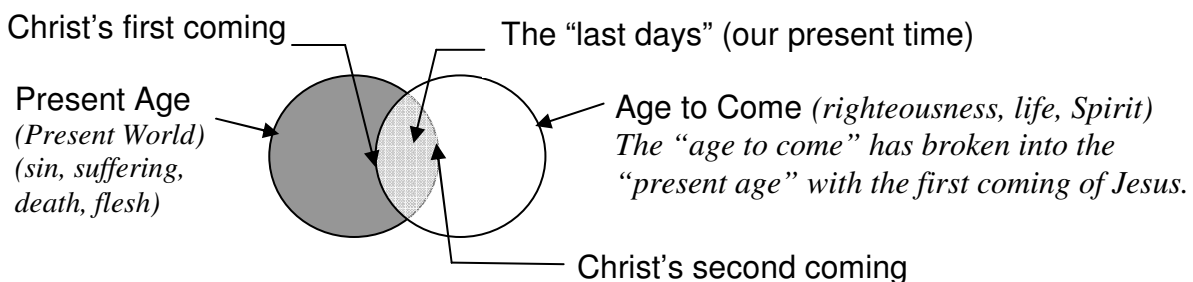 Christ’s first coming
The “last days” (our present time)
Present Age
(Present World)
(sin, suffering,
death, flesh)
Age to Come (righteousness, life, Spirit)
The “age to come” has broken into the
“present age” with the first coming of Jesus.
Christ’s second coming